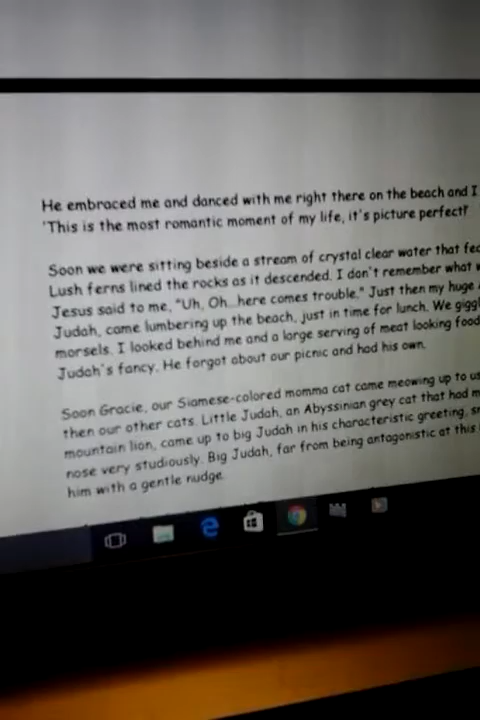 He embraced me and danced with me right there on the beach and I
'This is the most romantic moment of my life, it's picture perfect!'
Soon we were sitting beside a stream of crystal clear water that
Lush ferns lined the rocks as it descended. I don't remember what
Jesus said to me, "Uh, Oh...here comes trouble." Just then my huge
Judah, came lumbering up the beach, just in time for lunch. We
morsels. I looked behind me and a large serving of meat looking food
Judah's fancy. He forgot about our picnic and had his own.
Soon Gracie, our Siamese-colored momma cat came meowing up to us
then our other cats. Little Judah, an Abyssinian grey cat that had
mountain lion, came up to big Judah in his characteristic greeting,
nose very studiously. Big Judah, far from being antagonistic at this
him with a gentle nudge.